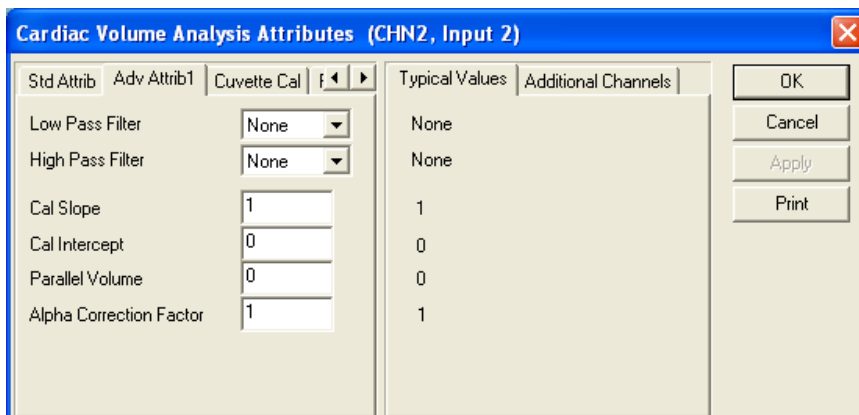 Cardiac Volume Analysis Attributes (CHN2, Input 2)
Std Attrib Adv Attrib1 Cuvette Cal
Typical Values Additional Channels
OK
Low Pass Filter None None
Cancel
High Pass Filter None None
Apply
Cal Slope 1 1
Print
Cal Intercept 0 0
Parallel Volume 0 0
Alpha Correction Factor 1 1